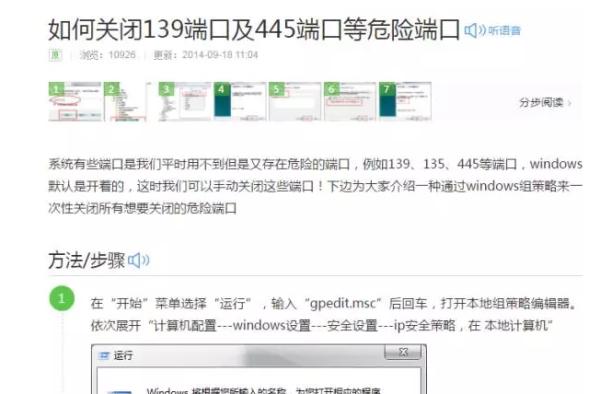 如何关闭139端口及445端口等危险端口 听语音
原 | 浏览：10926 | 更新：2014-09-18 11:04
1 2 3 4 5 6 7
分步阅读
系统有些端口是我们平时用不到但是又存在危险的端口，例如139、135、445等端口，windows
默认是开着的，这时我们可以手动关闭这些端口！下边为大家介绍一种通过windows组策略来一
次性关闭所有想要关闭的危险端口
方法/步骤
1 在“开始”菜单选择“运行”，输入“gpedit.msc”后回车，打开本地组策略编辑器。
依次展开“计算机配置---windows设置---安全设置---ip安全策略，在 本地计算机”
运行
Windows 将根据您所输入的名称，为您打开相应的程序